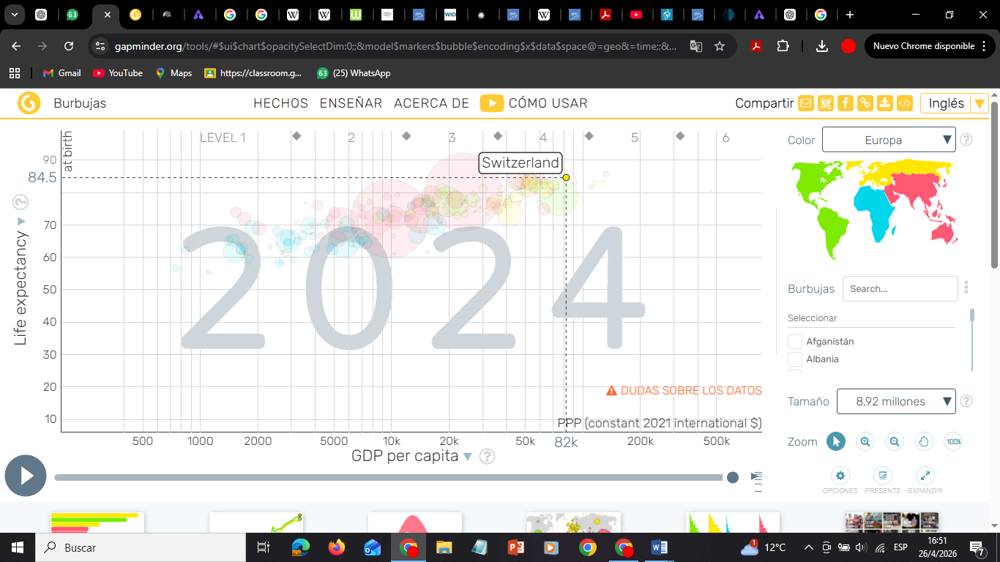 63
W
W
W
WID
W
gapminder.org/tools/#$ui$chart$opacitySelectDim:0;;&model$markers$bubble$encoding$x$data$space@=geo&=time;;&...
Nuevo Chrome disponible
Gmail
YouTube
Maps
https://classroom.g...
63
(25) WhatsApp
Burbujas
HECHOS
ENSEÑAR
ACERCA DE
CÓMO USAR
Compartir
Inglés
LEVEL 1
2
3
4
5
6
Life expectancy
at birth
?
90
84.5
70
60
50
40
30
20
10
Switzerland
2024
DUDAS SOBRE LOS DATOS
PPP (constant 2021 international $)
500
1000
2000
5000
10k
20k
50k
82k
200k
500k
GDP per capita
?
Color
Europa
?
Burbujas
Search...
Seleccionar
Afganistán
Albania
Tamaño
8,92 millones
?
Zoom
100%
OPCIONES
PRESENTE
EXPANDIR
Buscar
1
12°C
ESP
16:51
26/4/2026
7